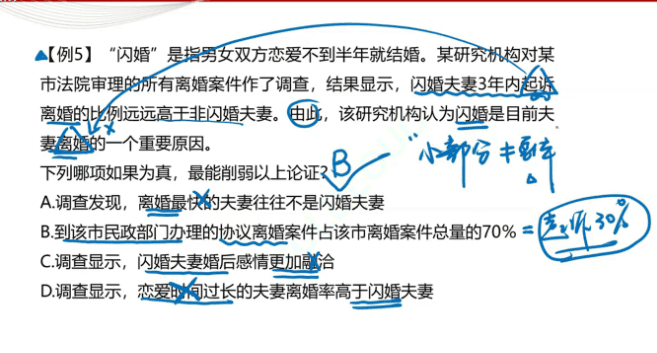 【例5】“闪婚”是指男女双方恋爱不到半年就结婚。某研究机构对某
市法院审理的所有离婚案件作了调查，结果显示，闪婚夫妻3年内起诉
离婚的比例远远高于非闪婚夫妻。由此，该研究机构认为闪婚是目前夫
妻离婚的一个重要原因。
下列哪项如果为真，最能削弱以上论证?
B
小部分
A.调查发现，离婚最快的夫妻往往不是闪婚夫妻
B.到该市民政部门办理的协议离婚案件占该市离婚案件总量的70% = 30%
C.调查显示，闪婚夫妻婚后感情更加融洽
D.调查显示，恋爱时间过长的夫妻离婚率高于闪婚夫妻